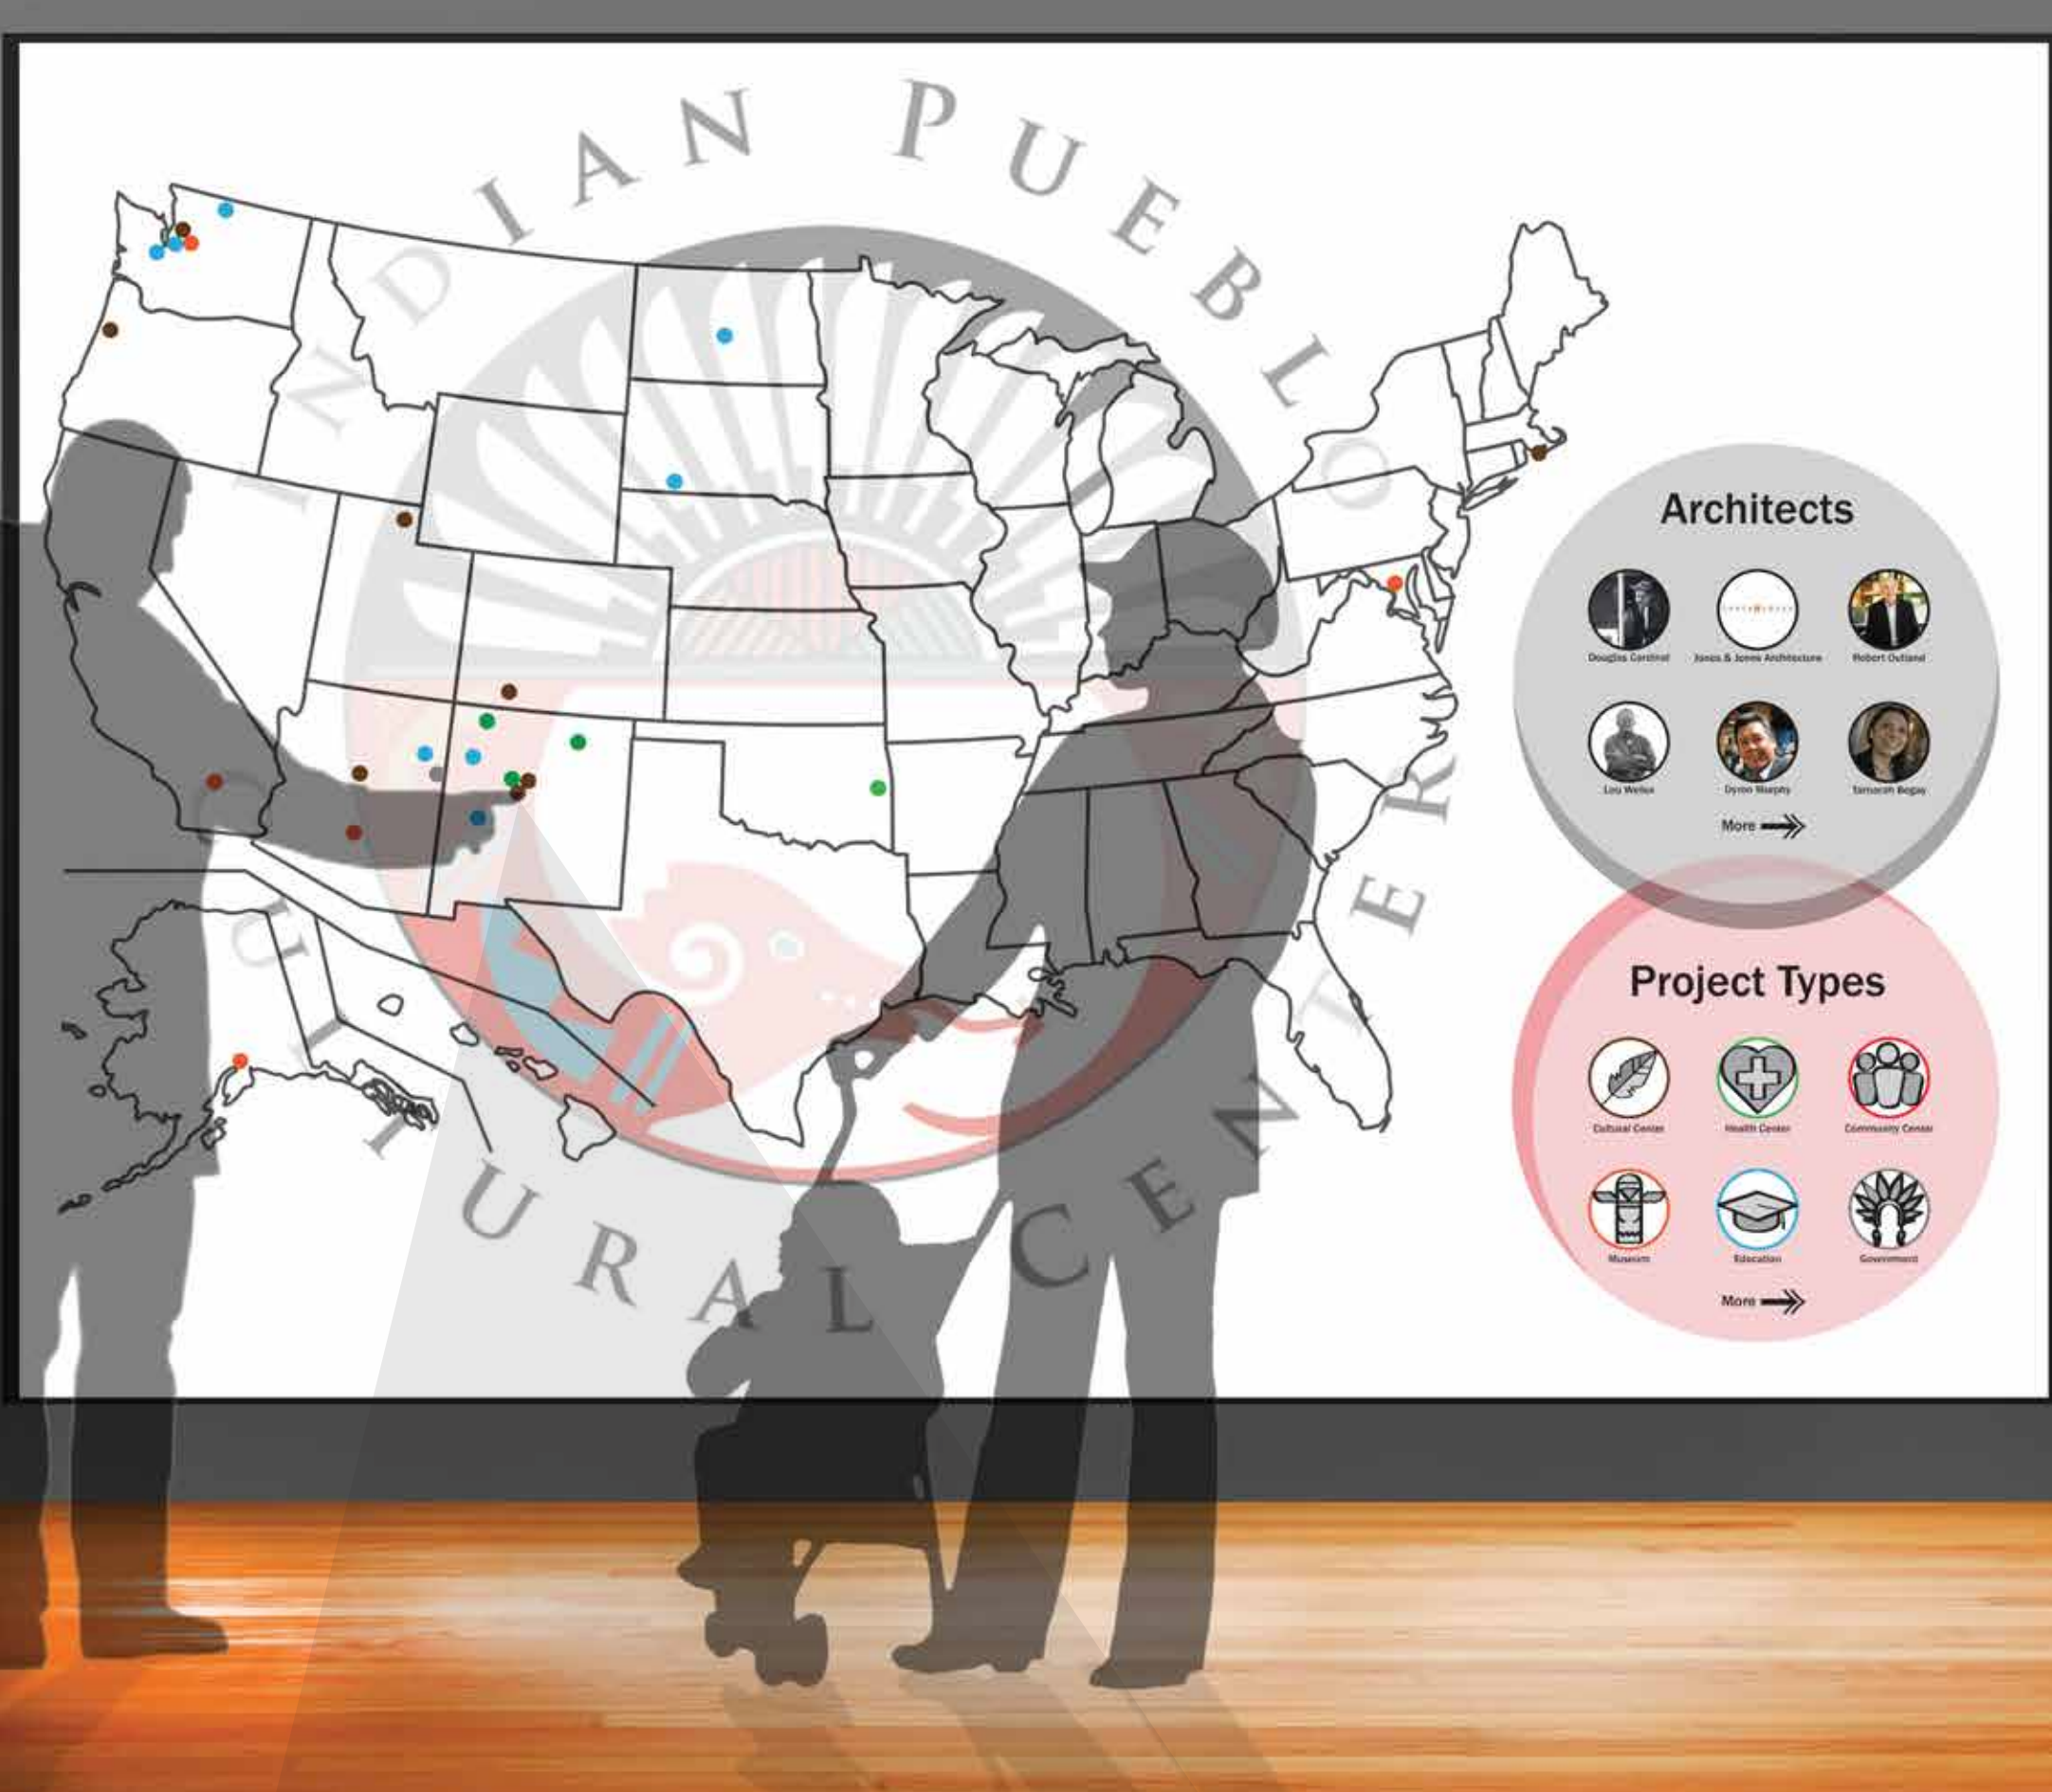 INDIAN PUEBLO
CULTURAL CENTER
Architects
Douglas Cardinal
Jones & Jones Architecture
Robert Outland
Lou Weller
Dyron Murphy
Tamarah Begay
More
Project Types
Cultural Center
Health Center
Community Center
Museum
Education
Government
More